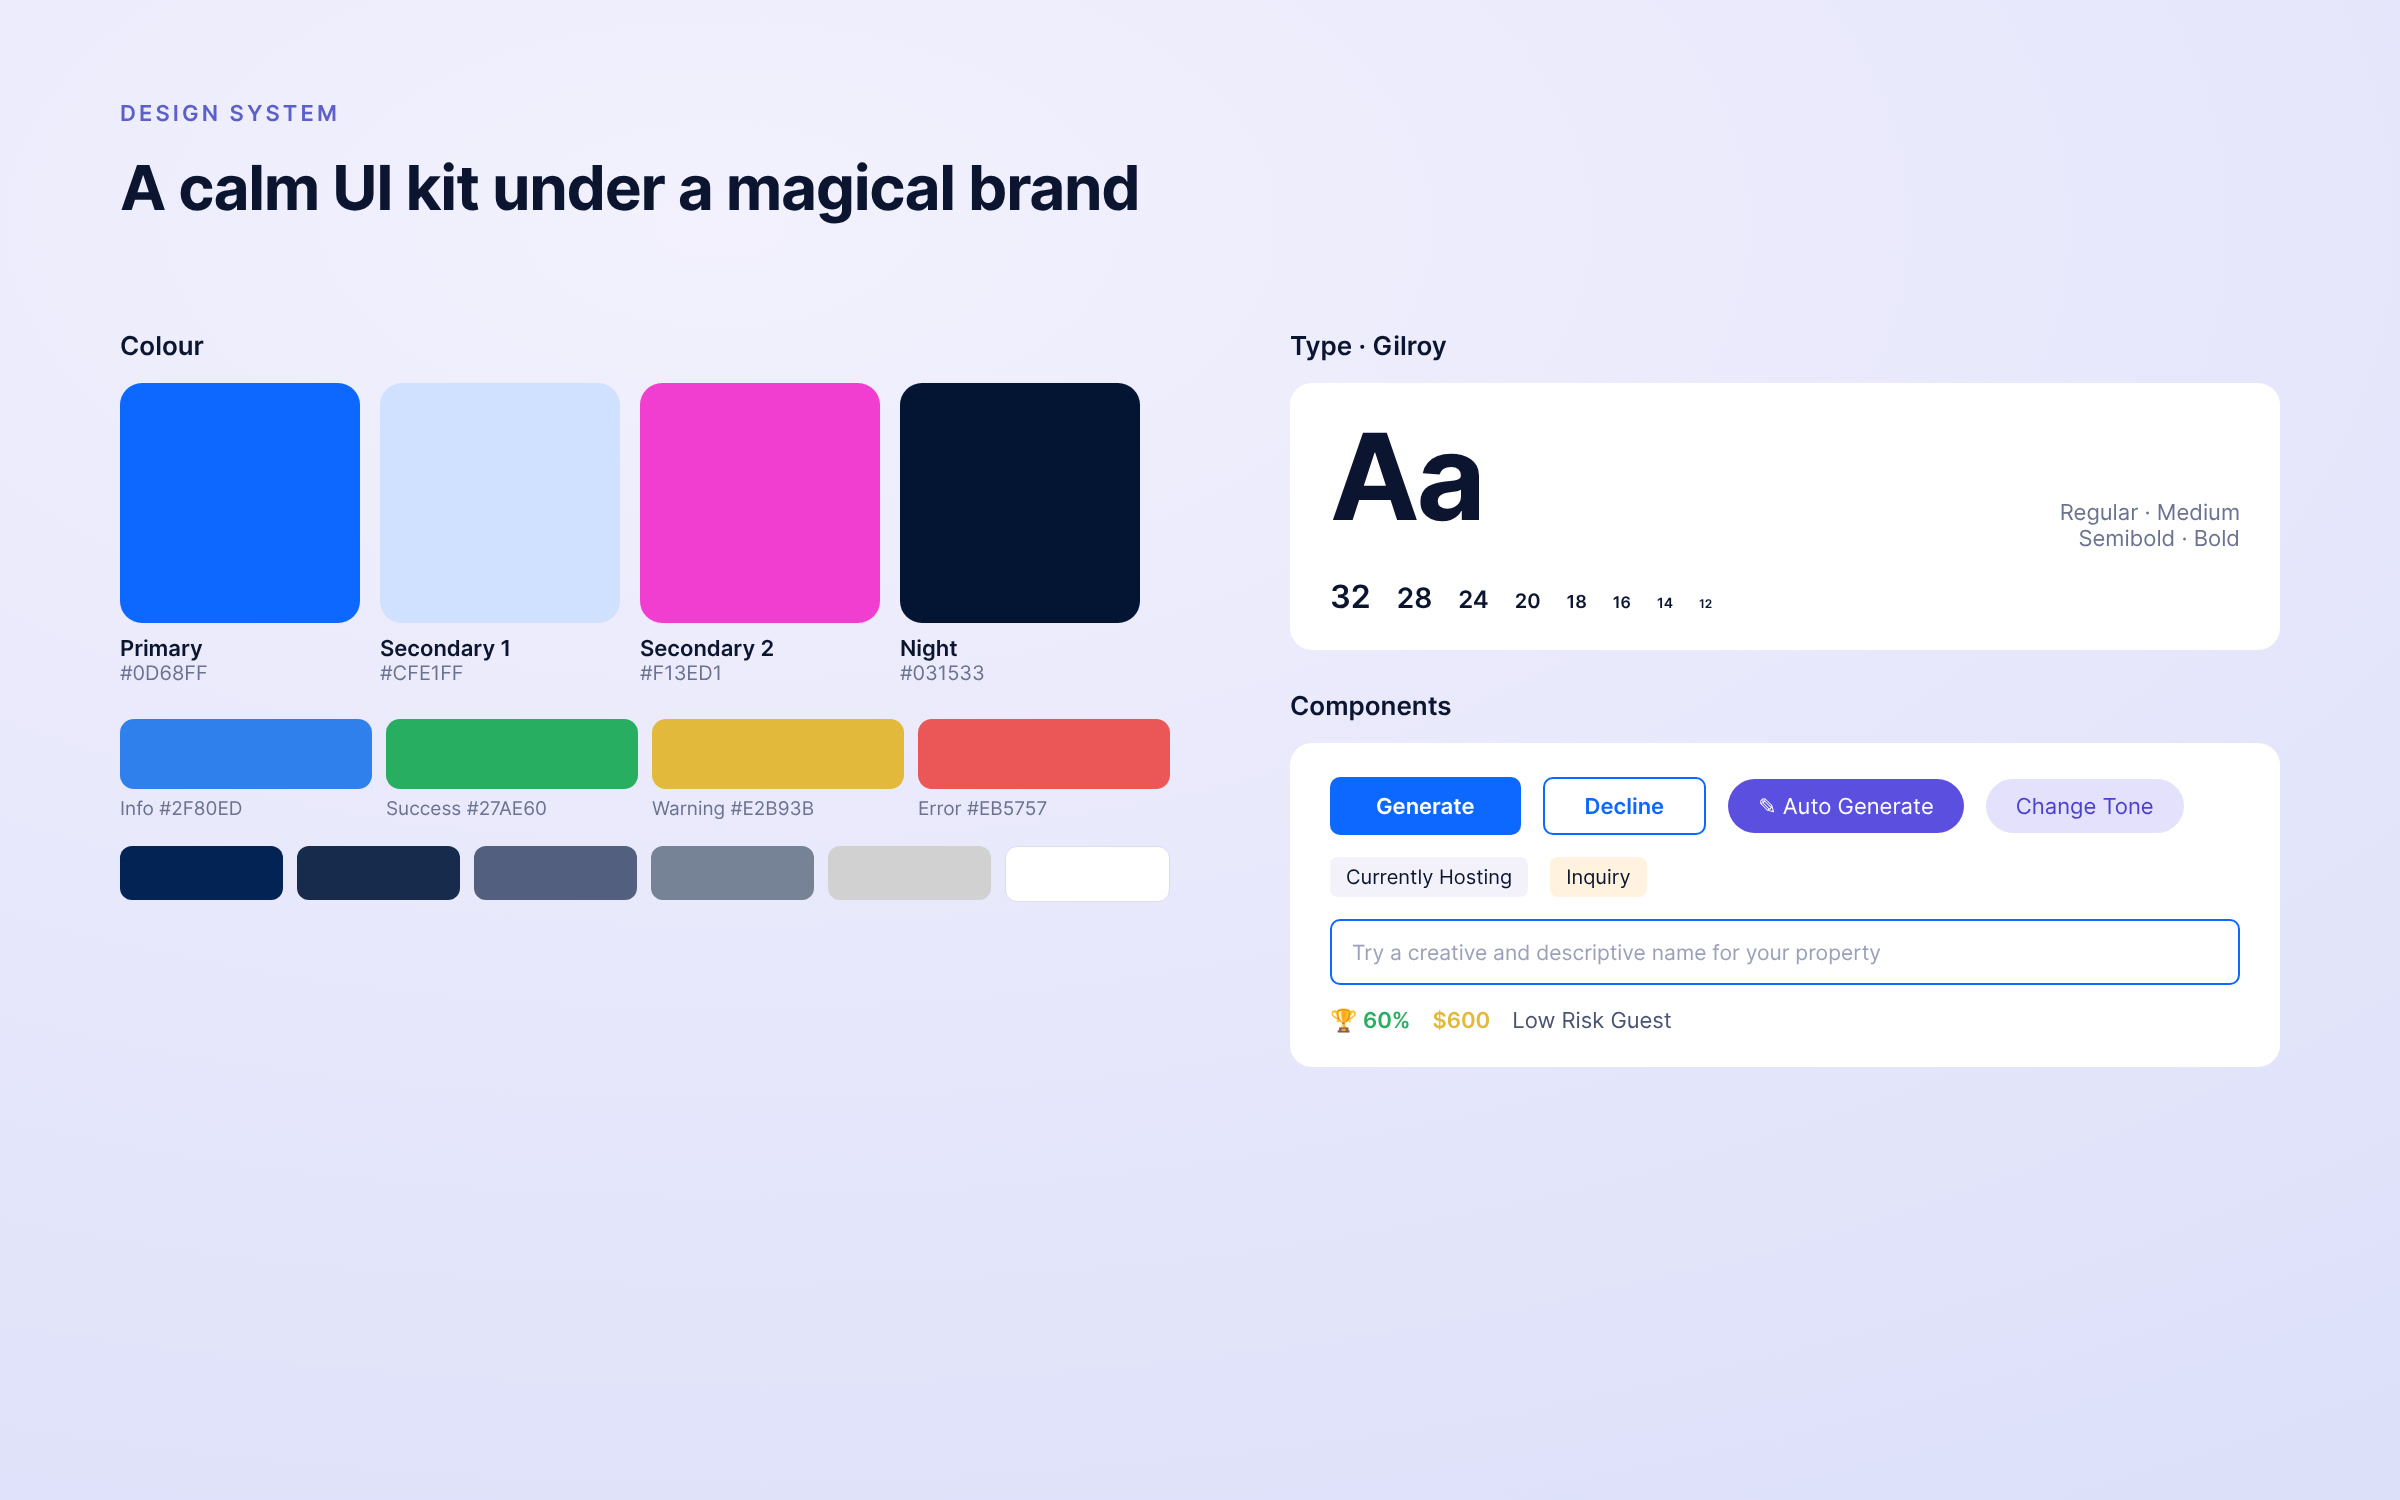 DESIGN SYSTEM
A calm UI kit under a magical brand
Colour
Primary
#0D68FF
Secondary 1
#CFE1FF
Secondary 2
#F13ED1
Night
#031533
Info #2F80ED
Success #27AE60
Warning #E2B93B
Error #EB5757
Type · Gilroy
Aa
Regular · Medium
Semibold · Bold
32 28 24 20 18 16 14 12
Components
Generate Decline ✎ Auto Generate Change Tone
Currently Hosting Inquiry
Try a creative and descriptive name for your property
🏆 60% $600 Low Risk Guest